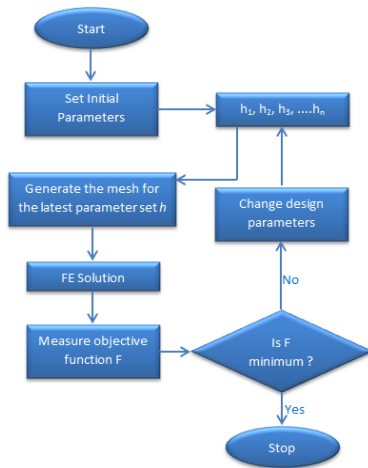 Start
Set Initial
Parameters
h₁, h₂, h₃, ....hₙ
Generate the mesh for
the latest parameter set h
Change design
parameters
FE Solution
No
Measure objective
function F
Is F
minimum ?
Yes
Stop